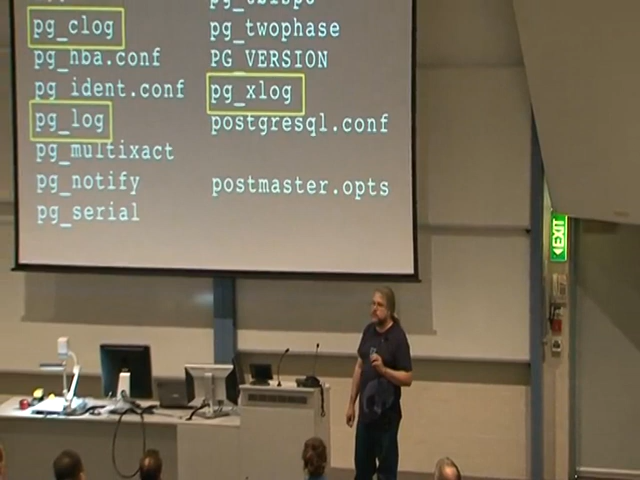 pg_clog
pg_twophase
pg_hba.conf
PG_VERSION
pg_ident.conf
pg_xlog
pg_log
postgresql.conf
pg_multixact
pg_notify
postmaster.opts
pg_serial
EXIT